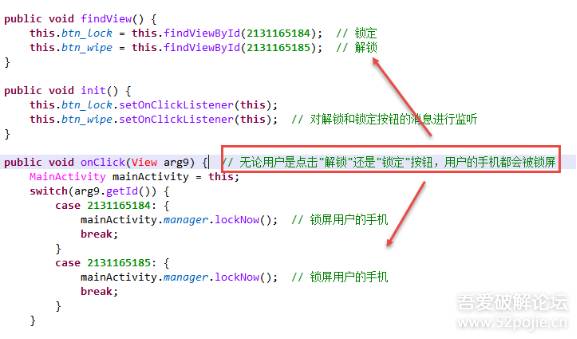 public void findView() {
this.btn_lock = this.findViewById(2131165184); // 锁定
this.btn_wipe = this.findViewById(2131165185); // 解锁
}
public void init() {
this.btn_lock.setOnClickListener(this);
this.btn_wipe.setOnClickListener(this); // 对解锁和锁定按钮的消息进行监听
}
public void onClick(View arg9) { // 无论用户是点击"解锁"还是"锁定"按钮，用户的手机都会被锁屏
MainActivity mainActivity = this;
switch(arg9.getId()) {
case 2131165184: {
mainActivity.manager.lockNow(); // 锁屏用户的手机
break;
}
case 2131165185: {
mainActivity.manager.lockNow(); // 锁屏用户的手机
break;
}
}
吾爱破解论坛
www.52pojie.cn